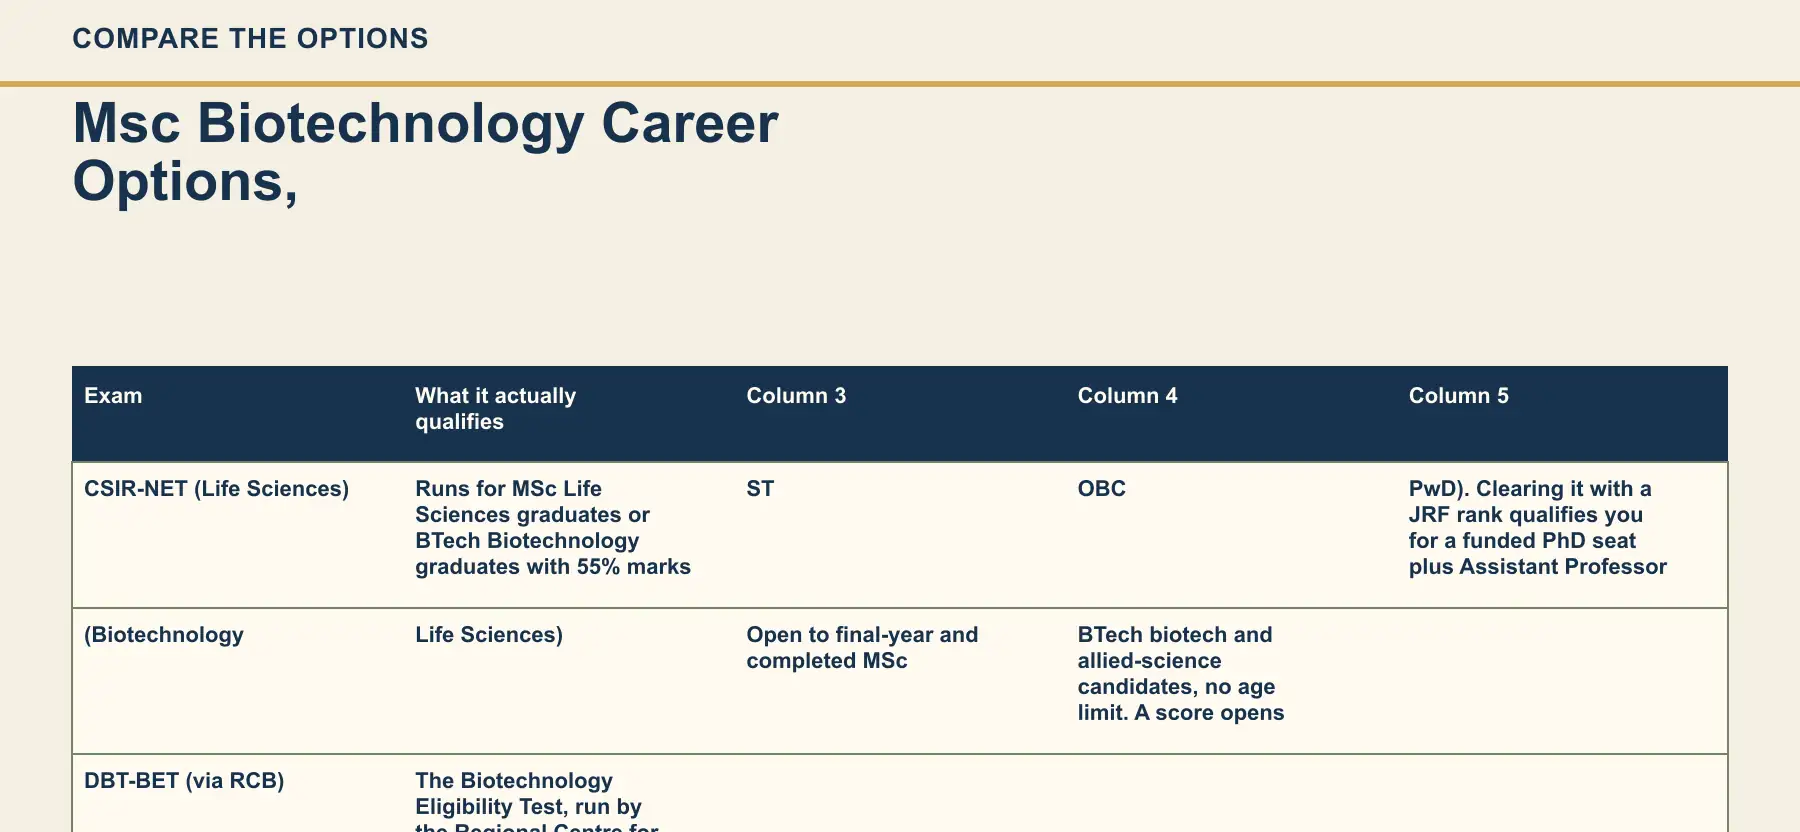 COMPARE THE OPTIONS
Msc Biotechnology Career
Options,
Exam
What it actually
qualifies
Column 3
Column 4
Column 5
CSIR-NET (Life Sciences)
Runs for MSc Life
Sciences graduates or
BTech Biotechnology
graduates with 55% marks
ST
OBC
PwD). Clearing it with a
JRF rank qualifies you
for a funded PhD seat
plus Assistant Professor
(Biotechnology
Life Sciences)
Open to final-year and
completed MSc
BTech biotech and
allied-science
candidates, no age
limit. A score opens
DBT-BET (via RCB)
The Biotechnology
Eligibility Test, run by
the Regional Centre for